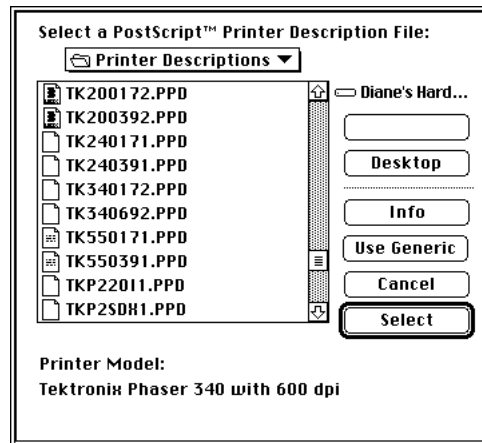 Select a PostScript™ Printer Description File:
Printer Descriptions
TK200172.PPD
Diane's Hard...
TK200392.PPD
TK240171.PPD
Desktop
TK240391.PPD
TK340172.PPD
Info
TK340692.PPD
TK550171.PPD
Use Generic
TK550391.PPD
TKP220I1.PPD
Cancel
TKP2SDX1.PPD
Select
Printer Model:
Tektronix Phaser 340 with 600 dpi